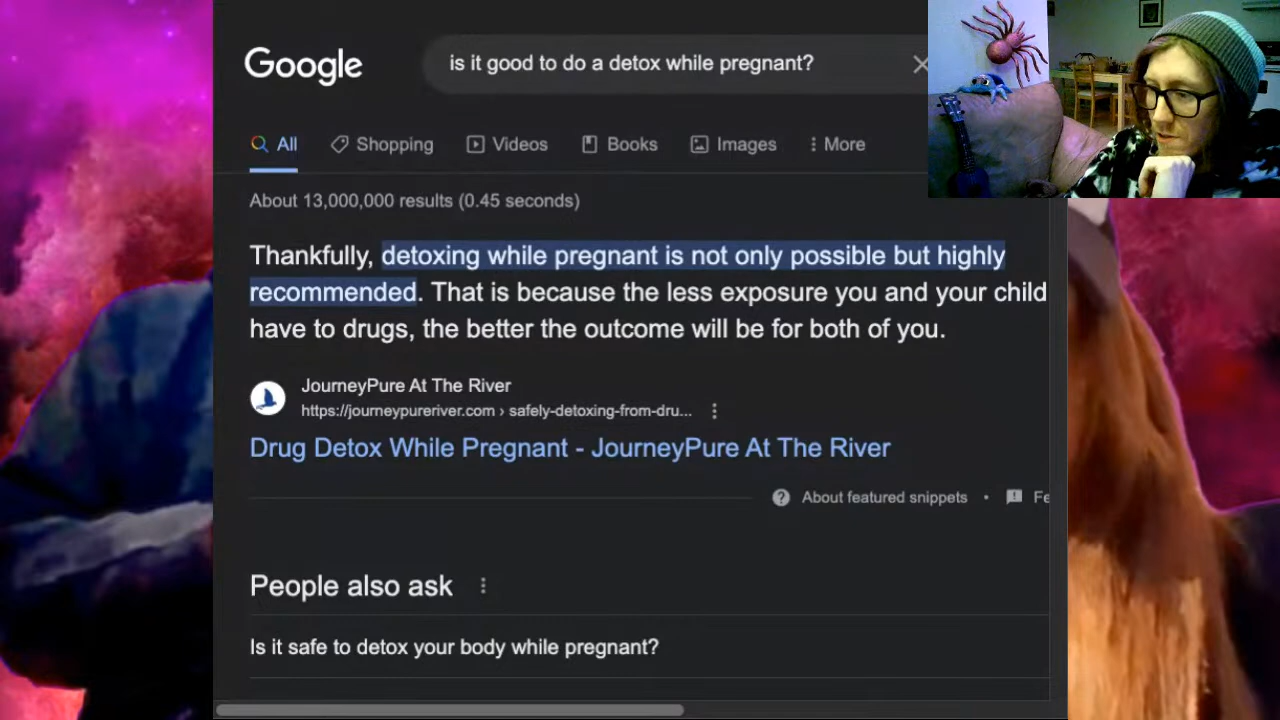 Google
is it good to do a detox while pregnant?
All Shopping Videos Books Images More
About 13,000,000 results (0.45 seconds)
Thankfully, detoxing while pregnant is not only possible but highly
recommended. That is because the less exposure you and your child
have to drugs, the better the outcome will be for both of you.
JourneyPure At The River
https://journeypureriver.com › safely-detoxing-from-dru...
Drug Detox While Pregnant - JourneyPure At The River
About featured snippets • Fe
People also ask
Is it safe to detox your body while pregnant?